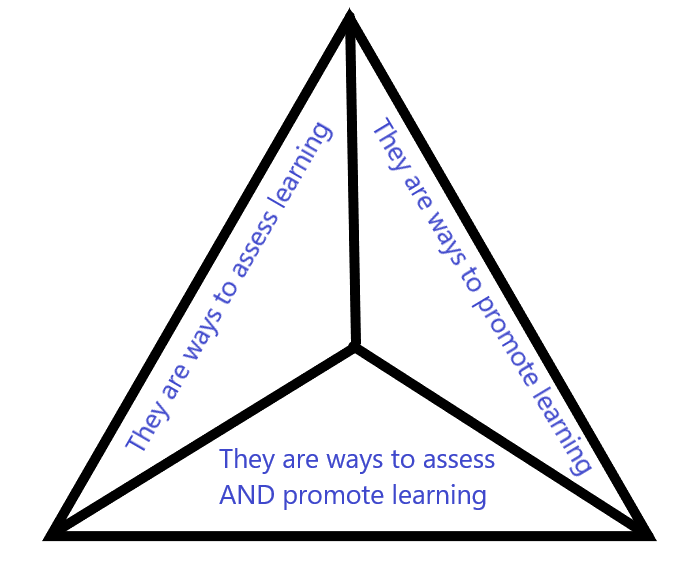 They are ways to assess learning
They are ways to promote learning
They are ways to assess
AND promote learning